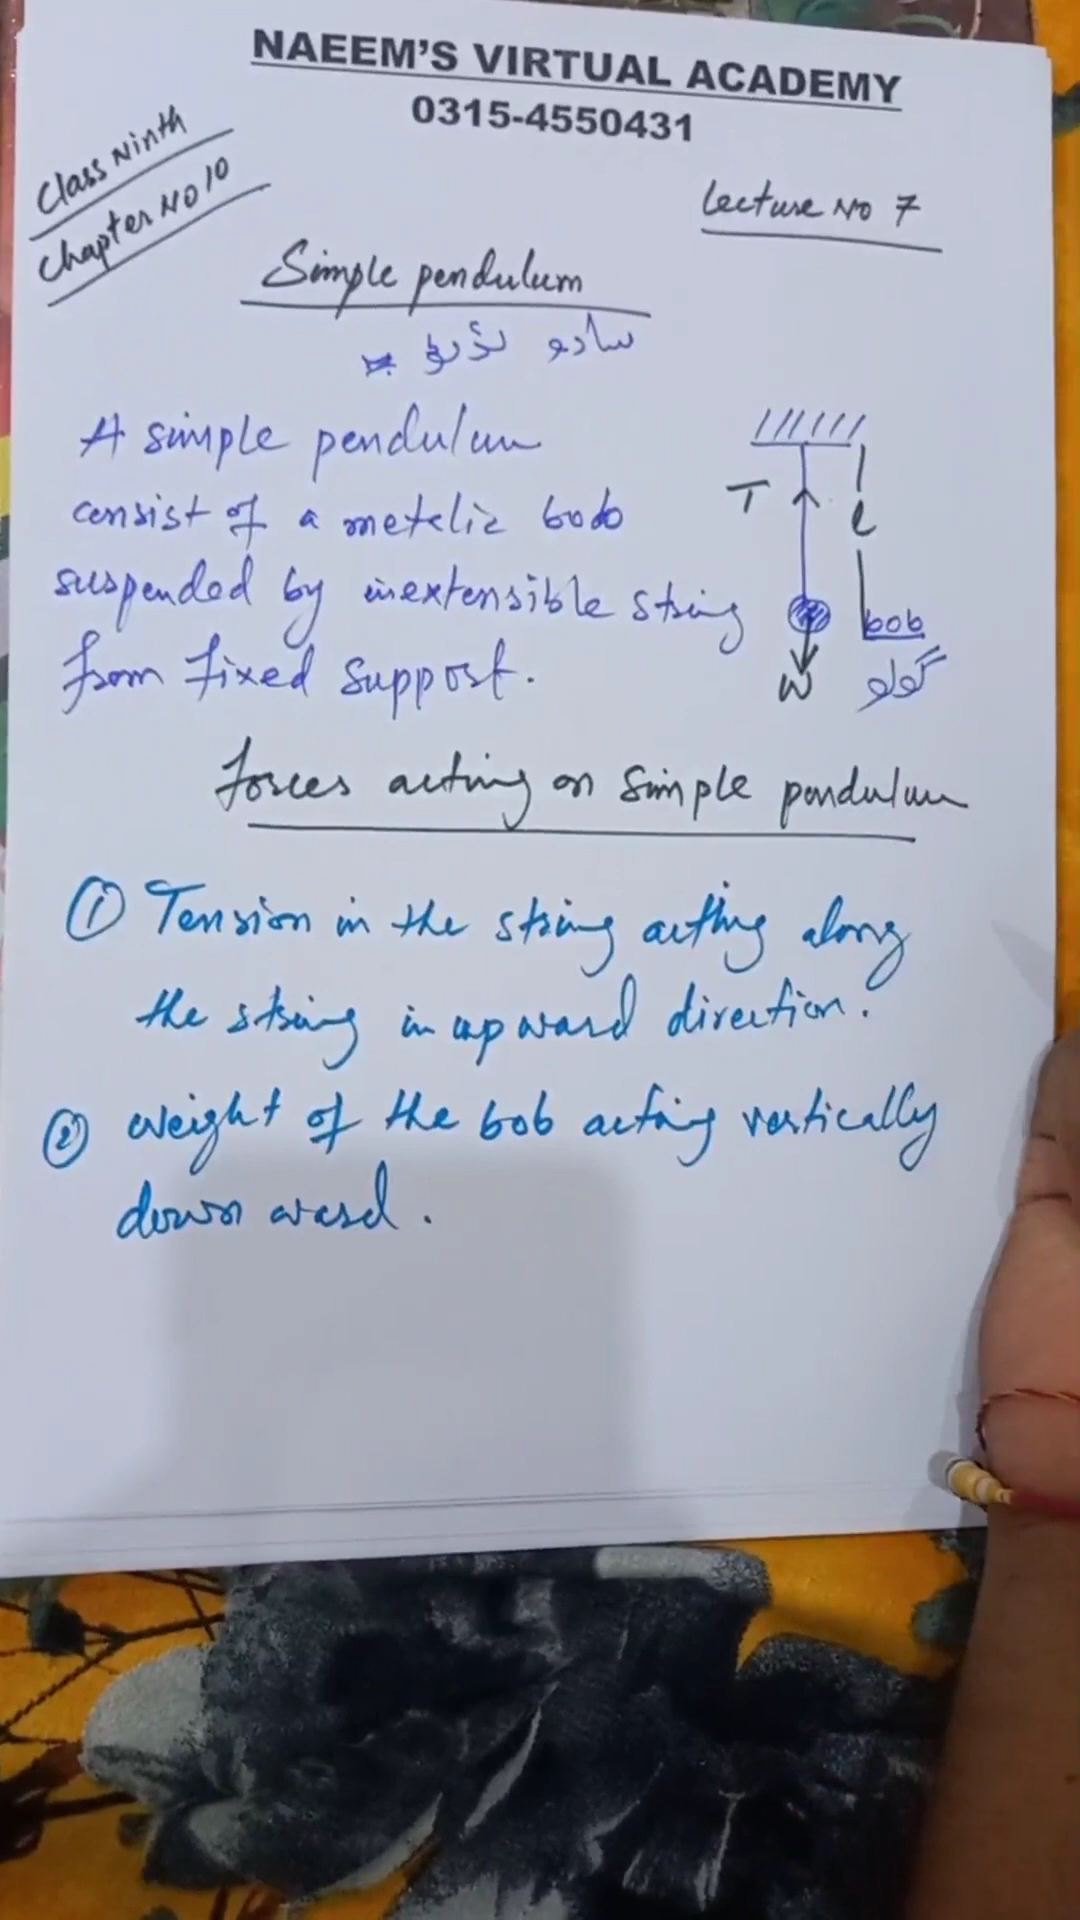 NAEEM'S VIRTUAL ACADEMY
0315-4550431
Class Ninth
Chapter No 10
Lecture No 7
Simple pendulum
سادہ
A simple pendulum
consist of a metelic bob
suspended by inextensible string
from fixed support.
T
l
bob
W
گولہ
forces acting on simple pendulum
① Tension in the string acting along
the string in upward direction.
② weight of the bob acting vertically
down ward.